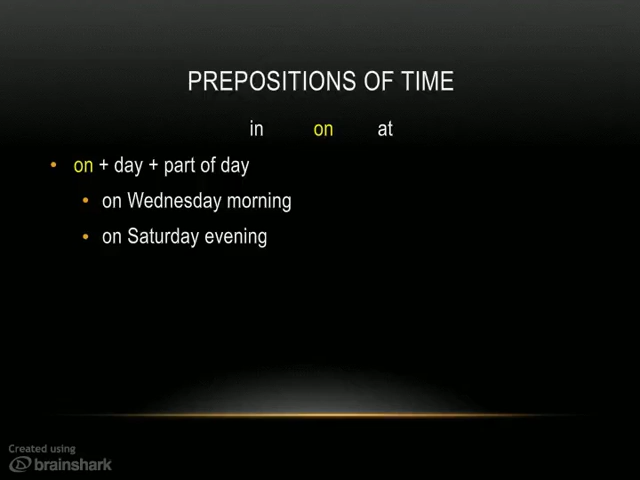 PREPOSITIONS OF TIME
in on at
• on + day + part of day
• on Wednesday morning
• on Saturday evening
Created using
brainshark